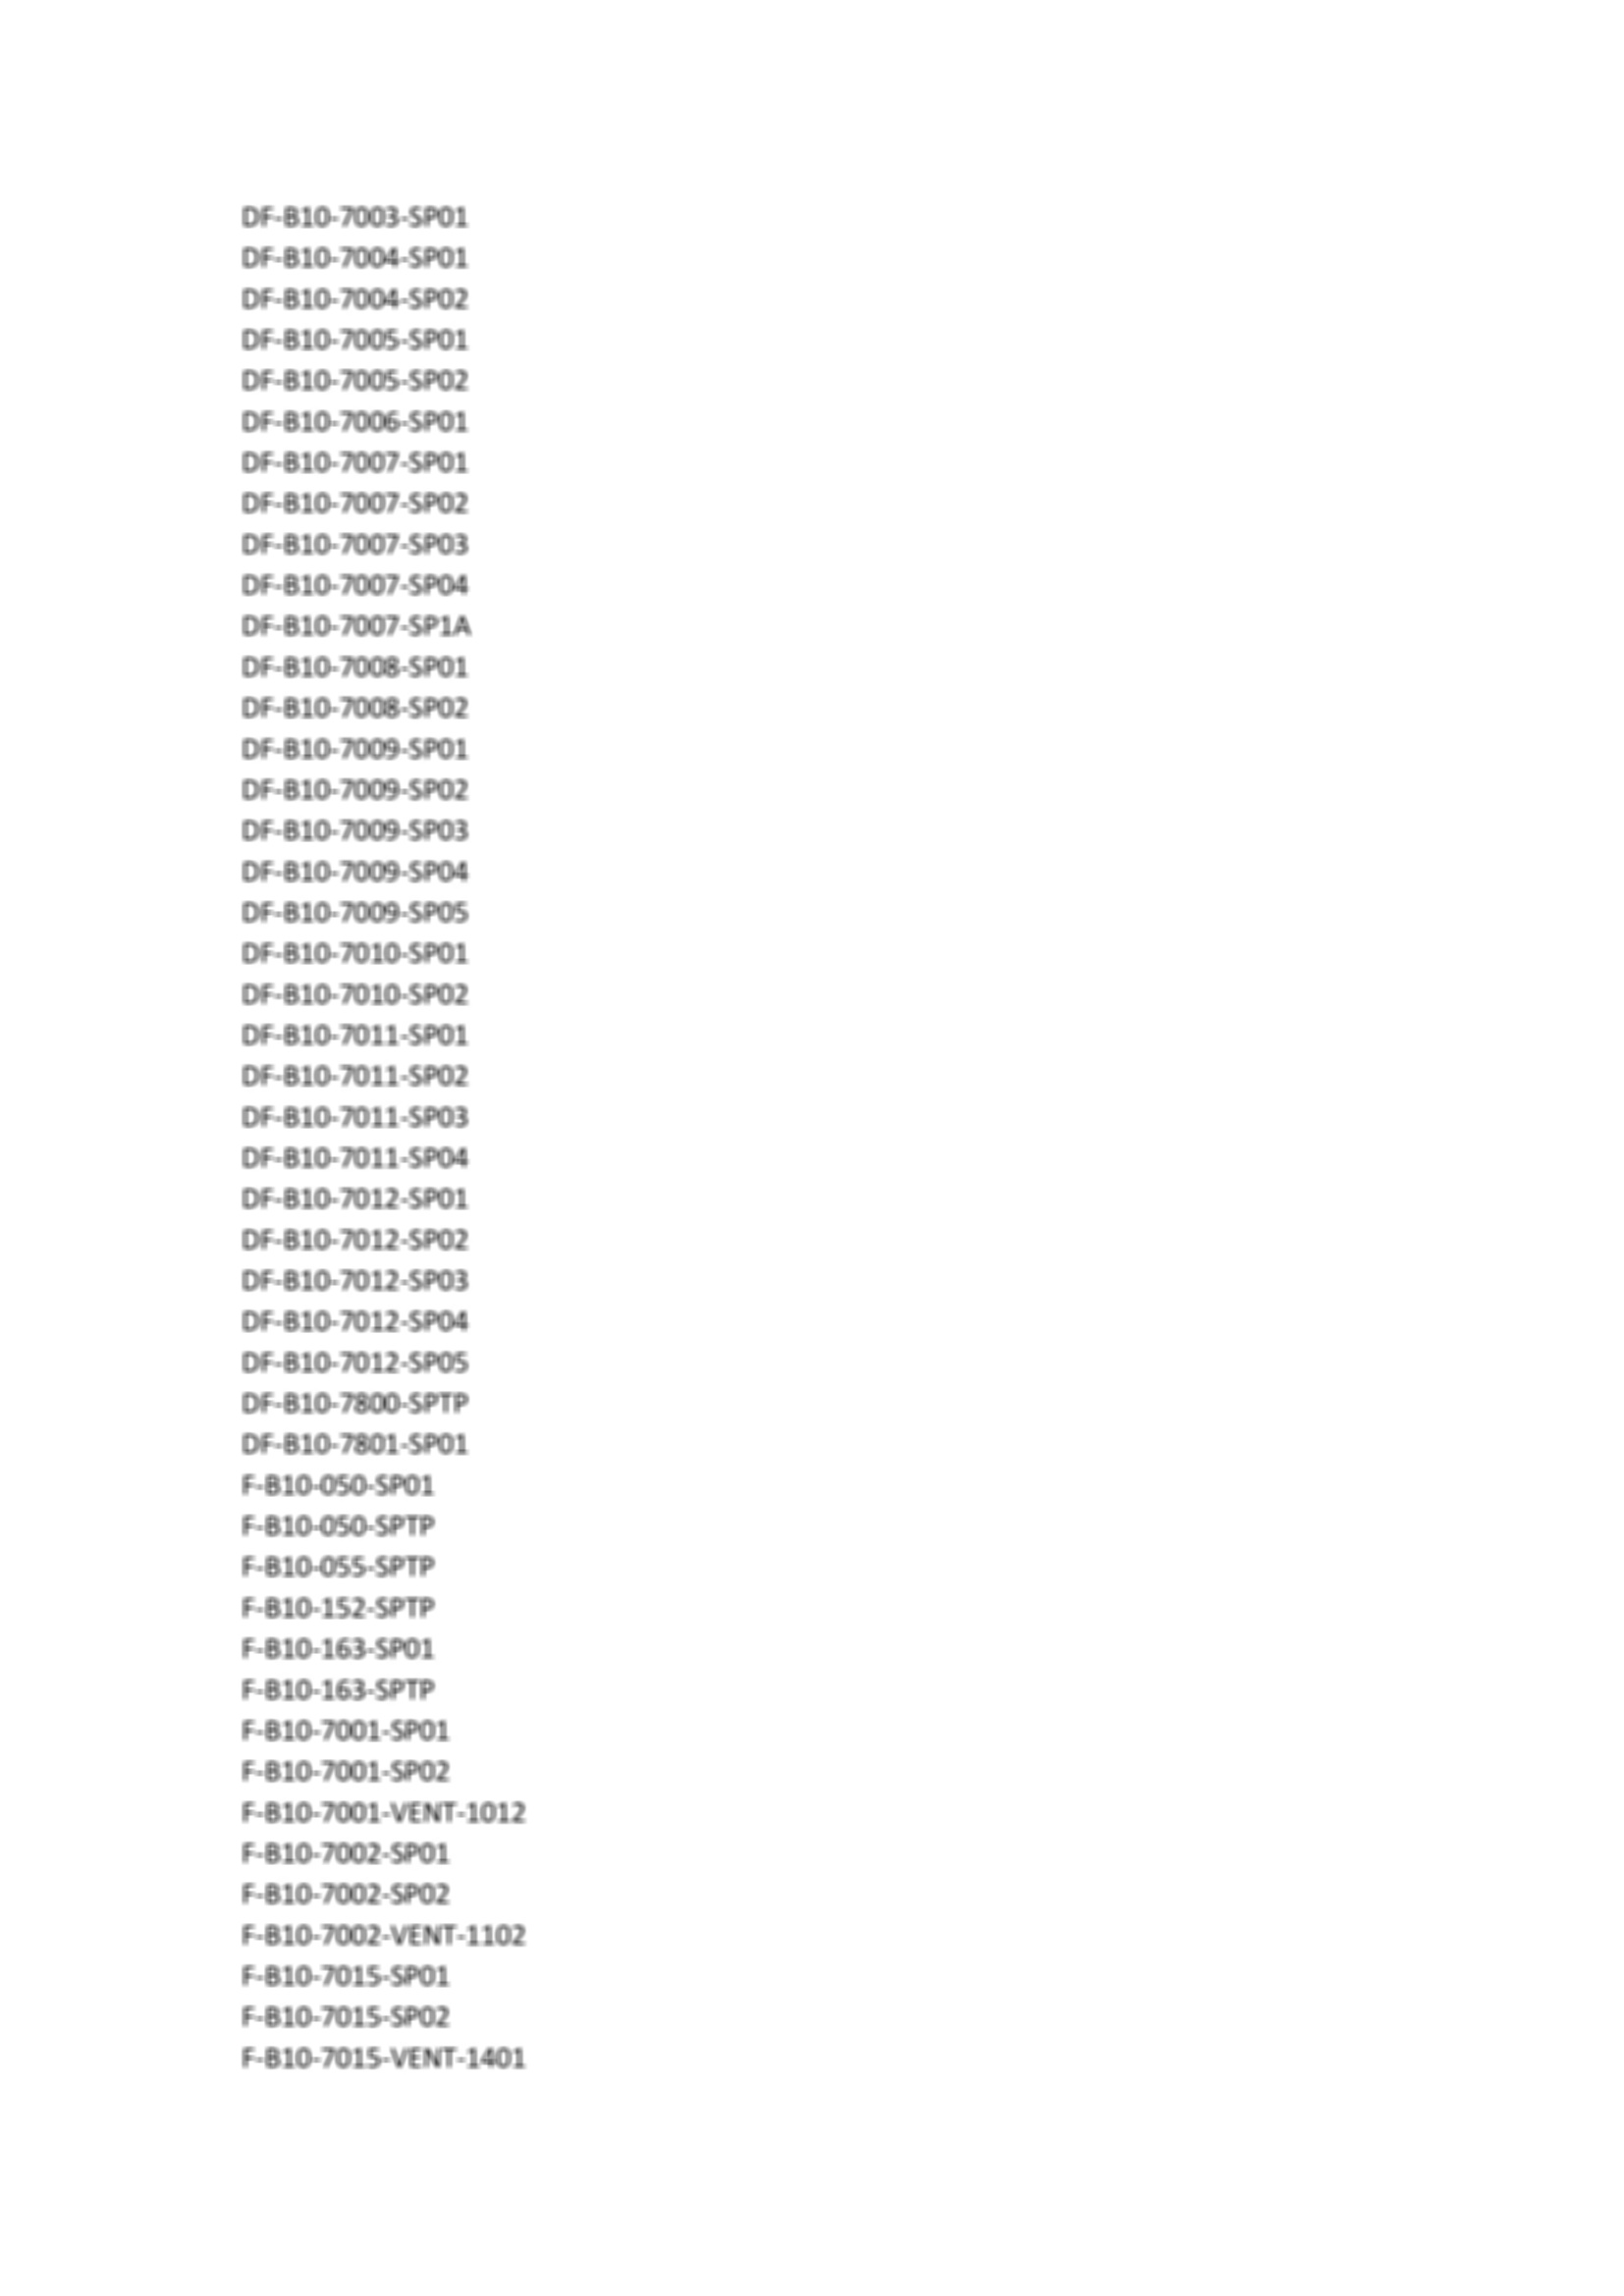 DF-B10-7003-SP01
DF-B10-7004-SP01
DF-B10-7004-SP02
DF-B10-7005-SP01
DF-B10-7005-SP02
DF-B10-7006-SP01
DF-B10-7007-SP01
DF-B10-7007-SP02
DF-B10-7007-SP03
DF-B10-7007-SP04
DF-B10-7007-SP1A
DF-B10-7008-SP01
DF-B10-7008-SP02
DF-B10-7009-SP01
DF-B10-7009-SP02
DF-B10-7009-SP03
DF-B10-7009-SP04
DF-B10-7009-SP05
DF-B10-7010-SP01
DF-B10-7010-SP02
DF-B10-7011-SP01
DF-B10-7011-SP02
DF-B10-7011-SP03
DF-B10-7011-SP04
DF-B10-7012-SP01
DF-B10-7012-SP02
DF-B10-7012-SP03
DF-B10-7012-SP04
DF-B10-7012-SP05
DF-B10-7800-SPTP
DF-B10-7801-SP01
F-B10-050-SP01
F-B10-050-SPTP
F-B10-055-SPTP
F-B10-152-SPTP
F-B10-163-SP01
F-B10-163-SPTP
F-B10-7001-SP01
F-B10-7001-SP02
F-B10-7001-VENT-1012
F-B10-7002-SP01
F-B10-7002-SP02
F-B10-7002-VENT-1102
F-B10-7015-SP01
F-B10-7015-SP02
F-B10-7015-VENT-1401